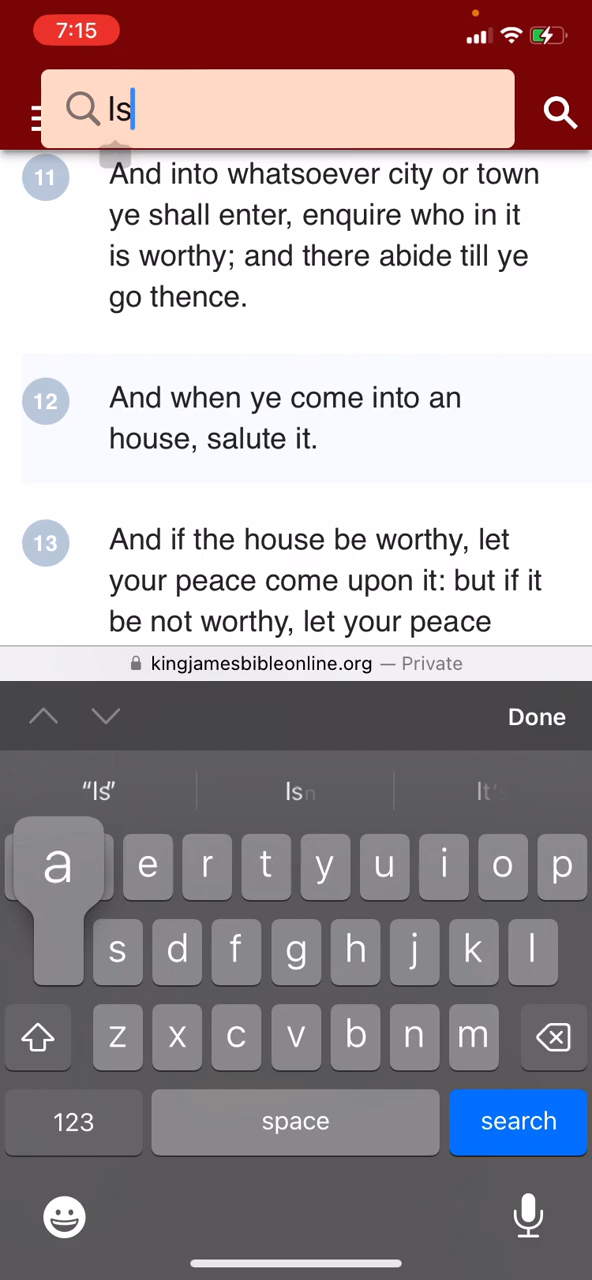 7:15
Is
11 And into whatsoever city or town
ye shall enter, enquire who in it
is worthy; and there abide till ye
go thence.
12 And when ye come into an
house, salute it.
13 And if the house be worthy, let
your peace come upon it: but if it
be not worthy, let your peace
kingjamesbibleonline.org — Private
Done
“Is” Isn It's
a e r t y u i o p
s d f g h j k l
z x c v b n m
123 space search